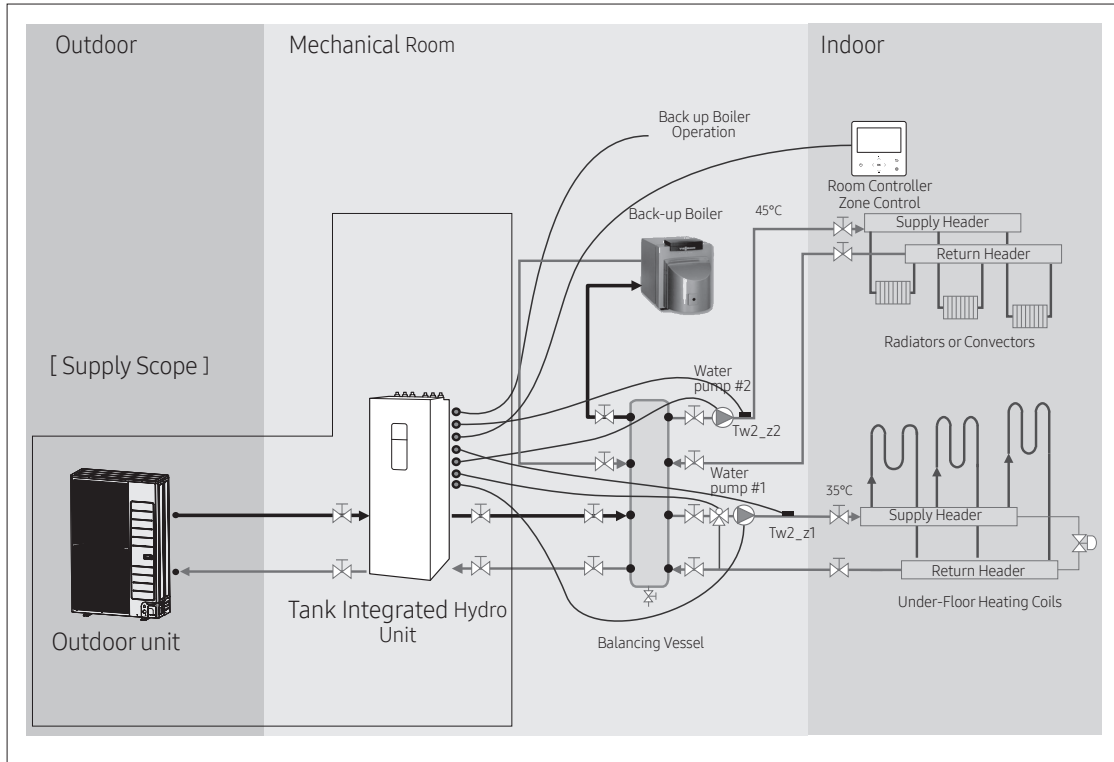 Outdoor
Mechanical Room
Indoor
Back up Boiler
Operation
Room Controller
Zone Control
Back-up Boiler
45°C
Supply Header
Return Header
Radiators or Convectors
[ Supply Scope ]
Water
pump #2
Tw2_z2
Water
pump #1
35°C
Tw2_z1
Supply Header
Return Header
Under-Floor Heating Coils
Tank Integrated Hydro
Unit
Outdoor unit
Balancing Vessel